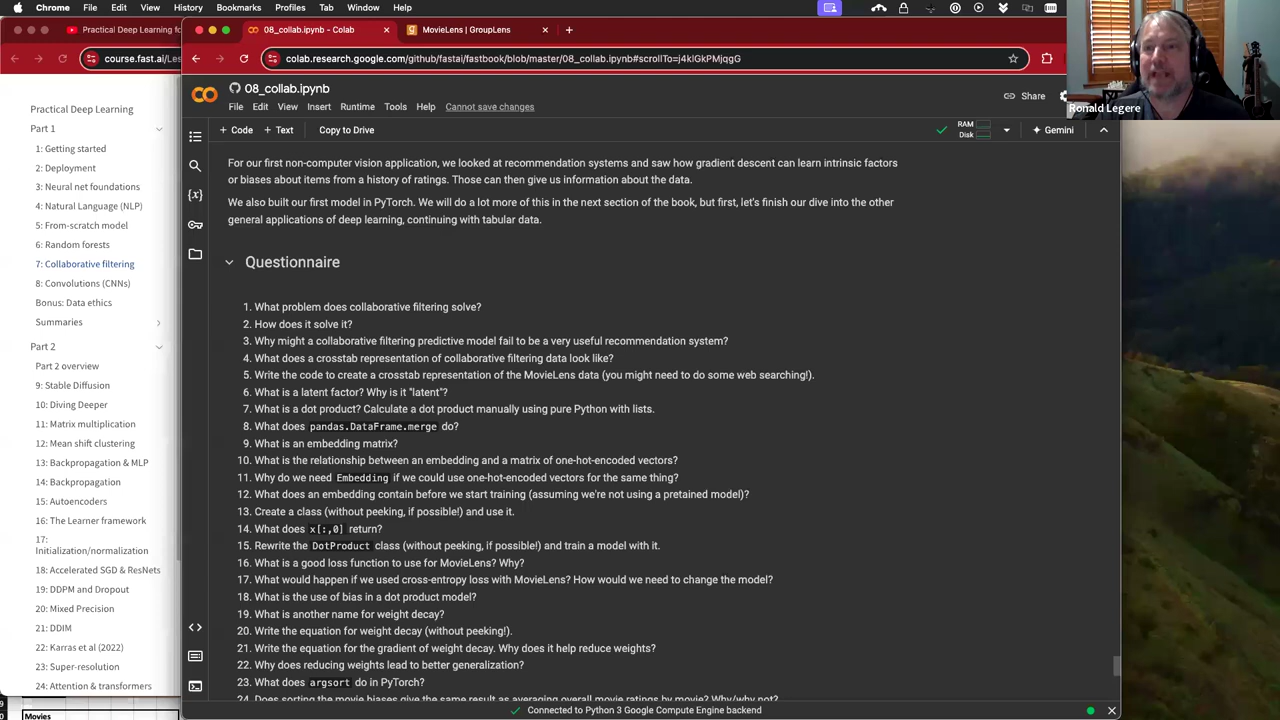 Chrome File Edit View History Bookmarks Profiles Tab Window Help
Practical Deep Learning fo
08_collab.ipynb - Colab
MovieLens | GroupLens
course.fast.ai/Les
colab.research.google.com/github/fastai/fastbook/blob/master/08_collab.ipynb#scrollTo=j4klGkPMjqgG
08_collab.ipynb
Share
File Edit View Insert Runtime Tools Help Cannot save changes
+ Code + Text Copy to Drive
RAM
Disk
Gemini
Ronald Legere
Practical Deep Learning
Part 1
1: Getting started
2: Deployment
3: Neural net foundations
4: Natural Language (NLP)
5: From-scratch model
6: Random forests
7: Collaborative filtering
8: Convolutions (CNNs)
Bonus: Data ethics
Summaries
Part 2
Part 2 overview
9: Stable Diffusion
10: Diving Deeper
11: Matrix multiplication
12: Mean shift clustering
13: Backpropagation & MLP
14: Backpropagation
15: Autoencoders
16: The Learner framework
17:
Initialization/normalization
18: Accelerated SGD & ResNets
19: DDPM and Dropout
20: Mixed Precision
21: DDIM
22: Karras et al (2022)
23: Super-resolution
24: Attention & transformers
Movies
For our first non-computer vision application, we looked at recommendation systems and saw how gradient descent can learn intrinsic factors
or biases about items from a history of ratings. Those can then give us information about the data.
We also built our first model in PyTorch. We will do a lot more of this in the next section of the book, but first, let's finish our dive into the other
general applications of deep learning, continuing with tabular data.
Questionnaire
1. What problem does collaborative filtering solve?
2. How does it solve it?
3. Why might a collaborative filtering predictive model fail to be a very useful recommendation system?
4. What does a crosstab representation of collaborative filtering data look like?
5. Write the code to create a crosstab representation of the MovieLens data (you might need to do some web searching!).
6. What is a latent factor? Why is it "latent"?
7. What is a dot product? Calculate a dot product manually using pure Python with lists.
8. What does pandas.DataFrame.merge do?
9. What is an embedding matrix?
10. What is the relationship between an embedding and a matrix of one-hot-encoded vectors?
11. Why do we need Embedding if we could use one-hot-encoded vectors for the same thing?
12. What does an embedding contain before we start training (assuming we're not using a pretained model)?
13. Create a class (without peeking, if possible!) and use it.
14. What does x[:,0] return?
15. Rewrite the DotProduct class (without peeking, if possible!) and train a model with it.
16. What is a good loss function to use for MovieLens? Why?
17. What would happen if we used cross-entropy loss with MovieLens? How would we need to change the model?
18. What is the use of bias in a dot product model?
19. What is another name for weight decay?
20. Write the equation for weight decay (without peeking!).
21. Write the equation for the gradient of weight decay. Why does it help reduce weights?
22. Why does reducing weights lead to better generalization?
23. What does argsort do in PyTorch?
24. Does sorting the movie biases give the same result as averaging overall movie ratings by movie? Why/why not?
Connected to Python 3 Google Compute Engine backend